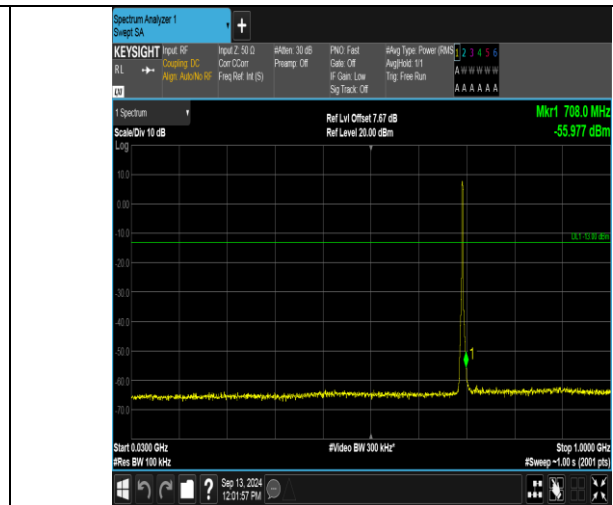 Spectrum Analyzer 1
Swept SA
+
KEYSIGHT Input: RF Input Z: 50 Ω #Atten: 30 dB PNO: Fast #Avg Type: Power (RMS 1 2 3 4 5 6
RL Coupling: DC Corr CCorr Preamp: Off Gate: Off Avg|Hold: 1/1 A W W W W W
Align: Auto/No RF Freq Ref: Int (S) IF Gain: Low Trig: Free Run
LXI Sig Track: Off A A A A A A
1 Spectrum Ref Lvl Offset 7.67 dB Mkr1 708.0 MHz
Scale/Div 10 dB Ref Level 20.00 dBm -55.977 dBm
Log
10.0
0.00
-10.0 DL1 -13.00 dBm
-20.0
-30.0
-40.0
-50.0 1
-60.0
-70.0
Start 0.0300 GHz #Video BW 300 kHz* Stop 1.0000 GHz
#Res BW 100 kHz #Sweep ~1.00 s (2001 pts)
? Sep 13, 2024
12:01:57 PM